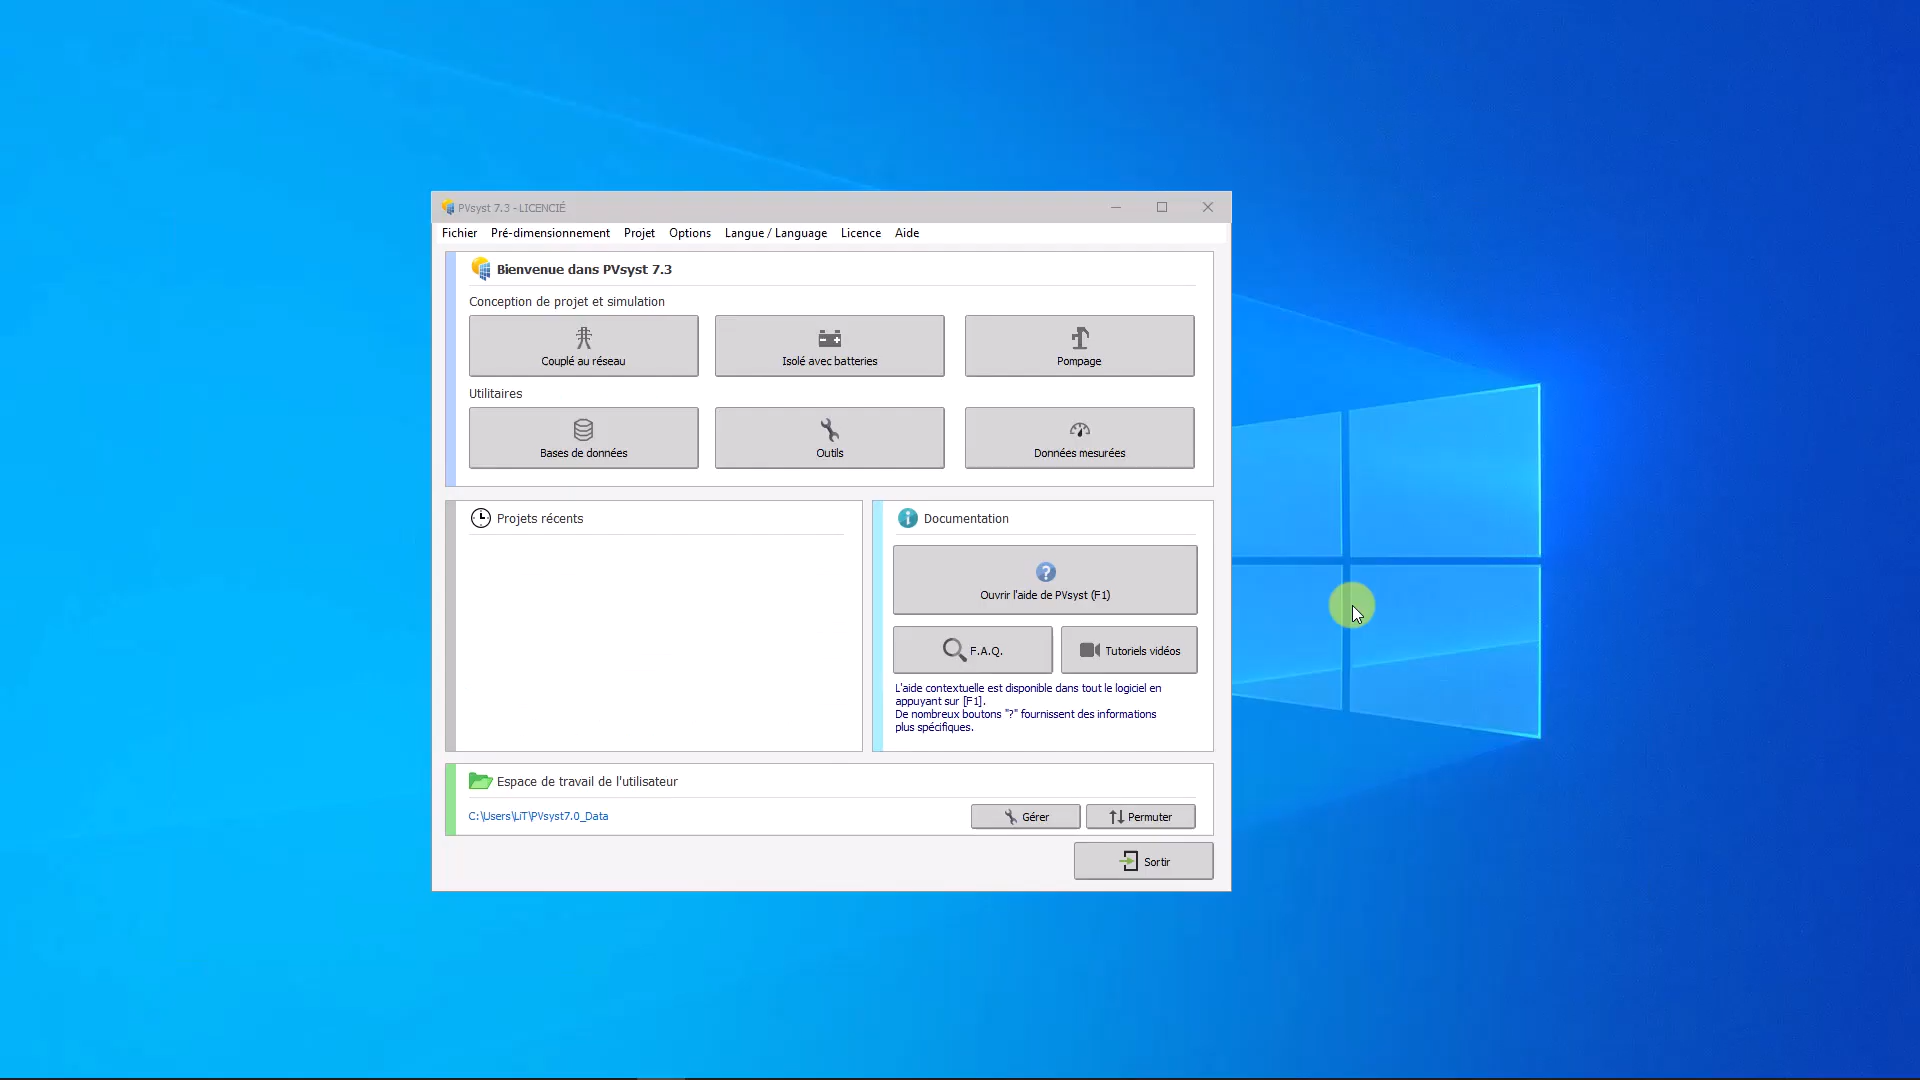 PVsyst 7.3 - LICENCIÉ
Fichier Pré-dimensionnement Projet Options Langue / Language Licence Aide
Bienvenue dans PVsyst 7.3
Conception de projet et simulation
Couplé au réseau
Isolé avec batteries
Pompage
Utilitaires
Bases de données
Outils
Données mesurées
Projets récents
Documentation
Ouvrir l'aide de PVsyst (F1)
F.A.Q.
Tutoriels vidéos
L'aide contextuelle est disponible dans tout le logiciel en
appuyant sur [F1].
De nombreux boutons "?" fournissent des informations
plus spécifiques.
Espace de travail de l'utilisateur
C:\Users\LiT\PVsyst7.0_Data
Gérer
Permuter
Sortir